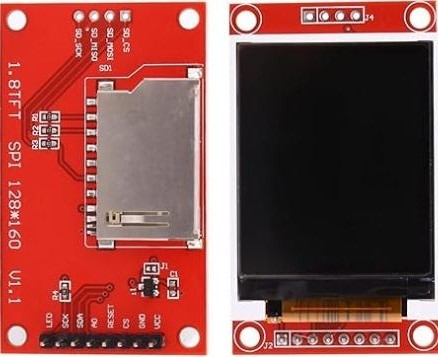 SD_SCK
SD_MISO
SD_MOSI
SD_CS
SD1
1.8TFT SPI 128*160 V1.1
R1
R2
R3
R4
J1
C1
LED
SCK
SDA
A0
RESET
CS
GND
VCC
J4
J2